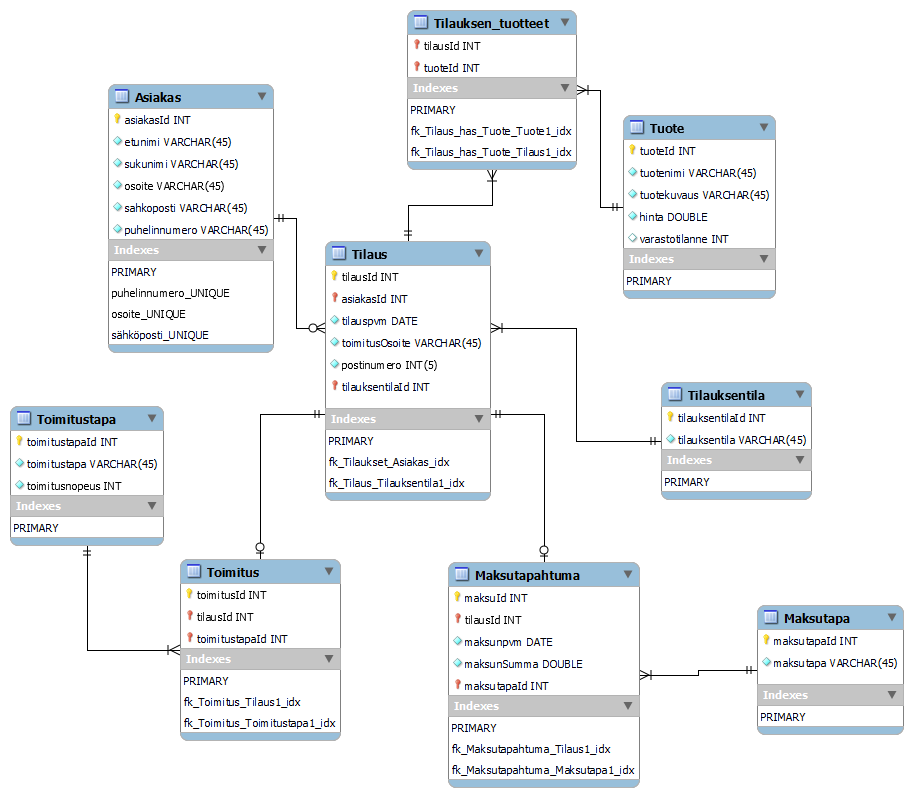 Tilauksen_tuotteet
tilausId INT
tuoteId INT
Indexes
PRIMARY
fk_Tilaus_has_Tuote_Tuote1_idx
fk_Tilaus_has_Tuote_Tilaus1_idx
Asiakas
asiakasId INT
etunimi VARCHAR(45)
sukunimi VARCHAR(45)
osoite VARCHAR(45)
sahkoposti VARCHAR(45)
puhelinnumero VARCHAR(45)
Indexes
PRIMARY
puhelinnumero_UNIQUE
osoite_UNIQUE
sähköposti_UNIQUE
Tuote
tuoteId INT
tuotenimi VARCHAR(45)
tuotekuvaus VARCHAR(45)
hinta DOUBLE
varastotilanne INT
Indexes
PRIMARY
Tilaus
tilausId INT
asiakasId INT
tilauspvm DATE
toimitusOsoite VARCHAR(45)
postinumero INT(5)
tilauksentilaId INT
Indexes
PRIMARY
fk_Tilaukset_Asiakas_idx
fk_Tilaus_Tilauksentila1_idx
Tilauksentila
tilauksentilaId INT
tilauksentila VARCHAR(45)
Indexes
PRIMARY
Toimitustapa
toimitustapaId INT
toimitustapa VARCHAR(45)
toimitusnopeus INT
Indexes
PRIMARY
Toimitus
toimitusId INT
tilausId INT
toimitustapaId INT
Indexes
PRIMARY
fk_Toimitus_Tilaus1_idx
fk_Toimitus_Toimitustapa1_idx
Maksutapahtuma
maksuId INT
tilausId INT
maksunpvm DATE
maksunSumma DOUBLE
maksutapaId INT
Indexes
PRIMARY
fk_Maksutapahtuma_Tilaus1_idx
fk_Maksutapahtuma_Maksutapa1_idx
Maksutapa
maksutapaId INT
maksutapa VARCHAR(45)
Indexes
PRIMARY